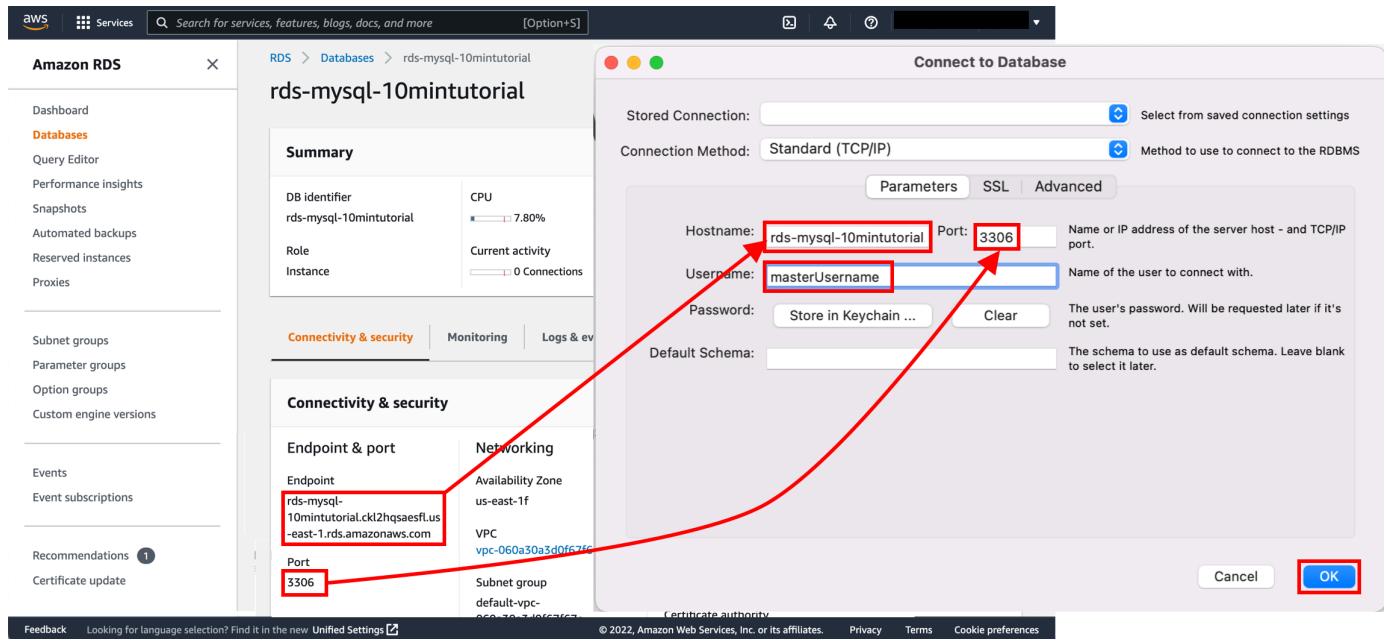 aws
Services
Search for services, features, blogs, docs, and more
[Option+S]
Amazon RDS
Dashboard
Databases
Query Editor
Performance insights
Snapshots
Automated backups
Reserved instances
Proxies
Subnet groups
Parameter groups
Option groups
Custom engine versions
Events
Event subscriptions
Recommendations 1
Certificate update
RDS > Databases > rds-mysql-10mintutorial
rds-mysql-10mintutorial
Summary
DB identifier
rds-mysql-10mintutorial
CPU
7.80%
Role
Instance
Current activity
0 Connections
Connectivity & security
Monitoring
Logs & ev
Connectivity & security
Endpoint & port
Endpoint
rds-mysql-
10mintutorial.ckl2hqsaesfl.us
-east-1.rds.amazonaws.com
Port
3306
Networking
Availability Zone
us-east-1f
VPC
vpc-060a30a3d0f67f6
Subnet group
default-vpc-
Certificate authority
Connect to Database
Stored Connection:
Select from saved connection settings
Connection Method: Standard (TCP/IP)
Method to use to connect to the RDBMS
Parameters SSL Advanced
Hostname: rds-mysql-10mintutorial Port: 3306
Name or IP address of the server host - and TCP/IP
port.
Username: masterUsername
Name of the user to connect with.
Password: Store in Keychain ... Clear
The user's password. Will be requested later if it's
not set.
Default Schema:
The schema to use as default schema. Leave blank
to select it later.
Cancel
OK
Feedback
Looking for language selection? Find it in the new Unified Settings
© 2022, Amazon Web Services, Inc. or its affiliates.
Privacy
Terms
Cookie preferences